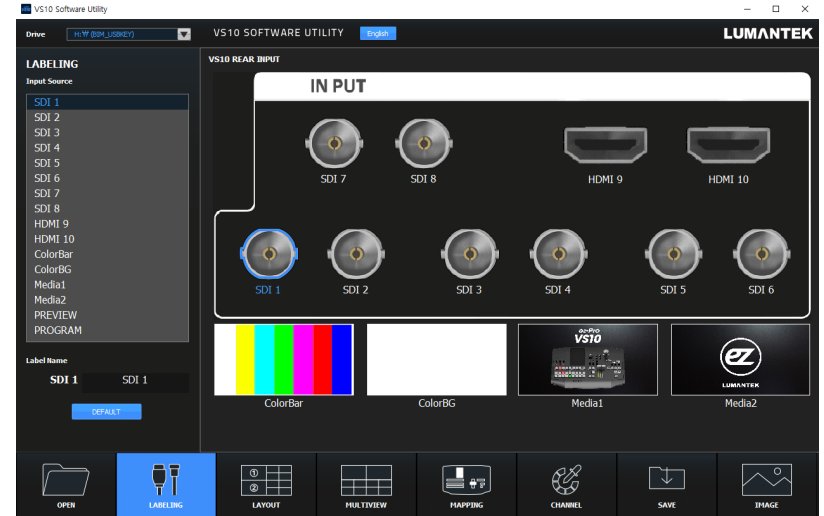 VS10 Software Utility
Drive H:₩ (BIM_USBKEY)
VS10 SOFTWARE UTILITY English
LUMANTEK
LABELING
Input Source
SDI 1
SDI 2
SDI 3
SDI 4
SDI 5
SDI 6
SDI 7
SDI 8
HDMI 9
HDMI 10
ColorBar
ColorBG
Media1
Media2
PREVIEW
PROGRAM
Label Name
SDI 1 SDI 1
DEFAULT
VS10 REAR INPUT
IN PUT
SDI 7 SDI 8 HDMI 9 HDMI 10
SDI 1 SDI 2 SDI 3 SDI 4 SDI 5 SDI 6
ez-Pro
VS10
ez
LUMANTEK
ColorBar ColorBG Media1 Media2
① ②
OPEN LABELING LAYOUT MULTIVIEW MAPPING CHANNEL SAVE IMAGE